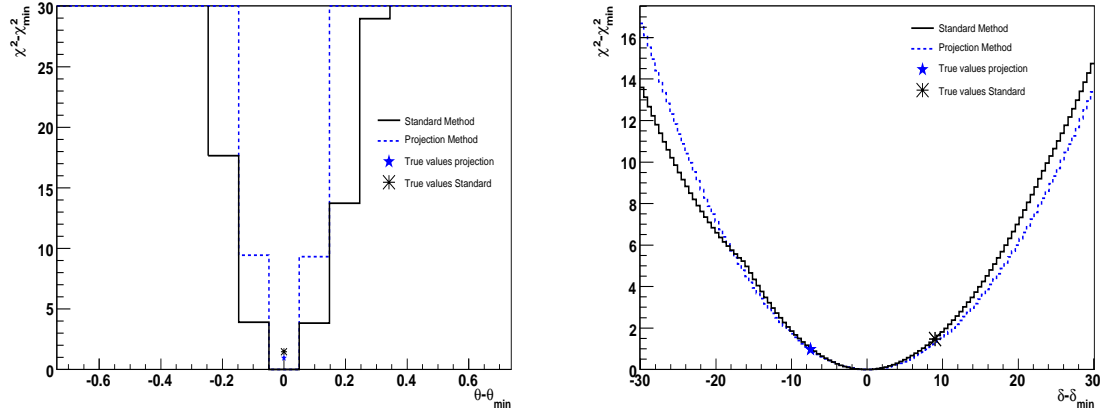 χ²-χ²min
30
25
20
15
10
5
0
-0.6 -0.4 -0.2 0 0.2 0.4 0.6
θ-θmin
Standard Method
Projection Method
True values projection
True values Standard
χ²-χ²min
16
14
12
10
8
6
4
2
0
-30 -20 -10 0 10 20 30
δ-δmin
Standard Method
Projection Method
True values projection
True values Standard